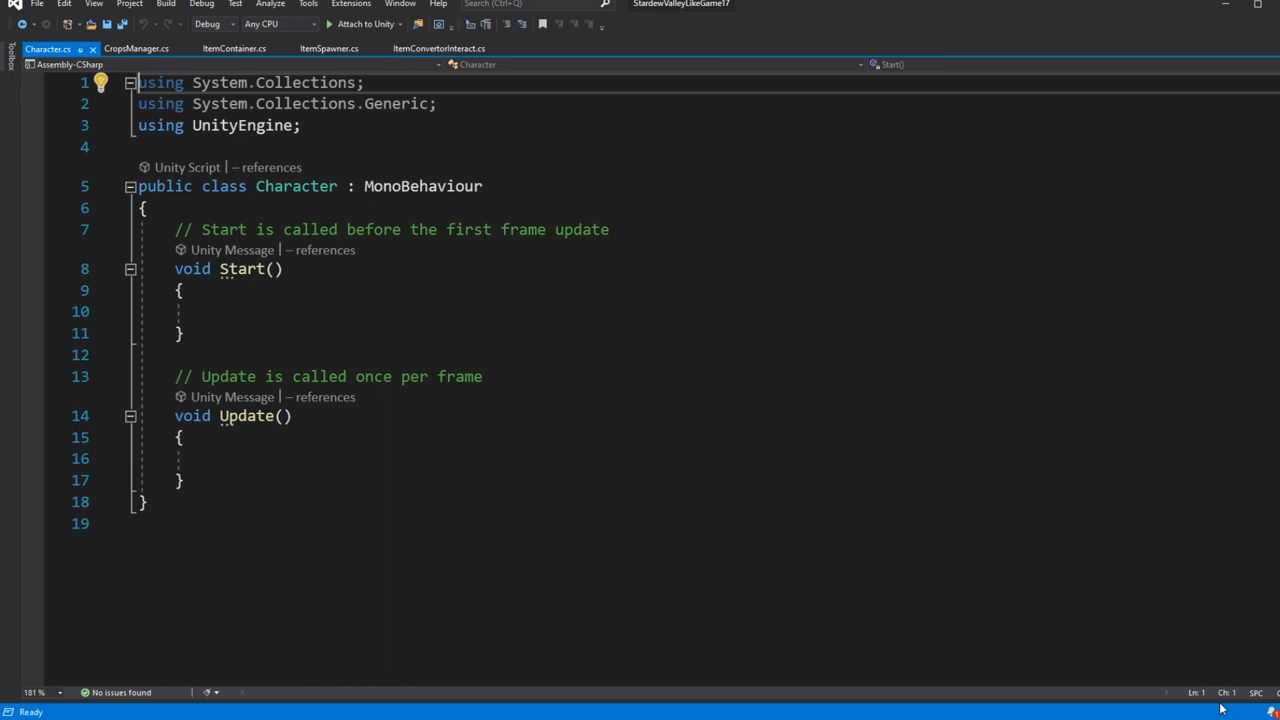 File Edit View Project Build Debug Test Analyze Tools Extensions Window Help Search (Ctrl+Q) StardewValleyLikeGame17
Debug Any CPU Attach to Unity
Toolbox
Character.cs CropsManager.cs ItemContainer.cs ItemSpawner.cs ItemConvertorInteract.cs
Assembly-CSharp Character Start()
1 using System.Collections;
2 using System.Collections.Generic;
3 using UnityEngine;
4
Unity Script | – references
5 public class Character : MonoBehaviour
6 {
7 // Start is called before the first frame update
Unity Message | – references
8 void Start()
9 {
10
11 }
12
13 // Update is called once per frame
Unity Message | – references
14 void Update()
15 {
16
17 }
18 }
19
181 % No issues found Ln: 1 Ch: 1 SPC
Ready